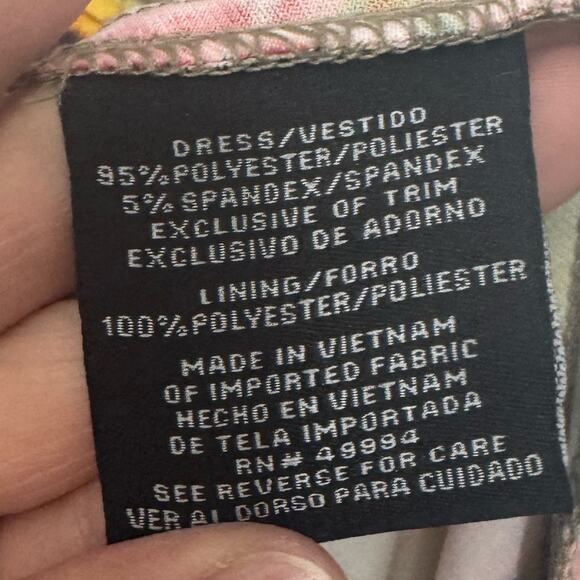 DRESS/VESTIDO
95%POLYESTER/POLIESTER
5%SPANDEX/SPANDEX
EXCLUSIVE OF TRIM
EXCLUSIVO DE ADORNO
LINING/FORRO
100%POLYESTER/POLIESTER
MADE IN VIETNAM
OF IMPORTED FABRIC
HECHO EN VIETNAM
DE TELA IMPORTADA
RN# 49994
SEE REVERSE FOR CARE
VER AL DORSO PARA CUIDADO